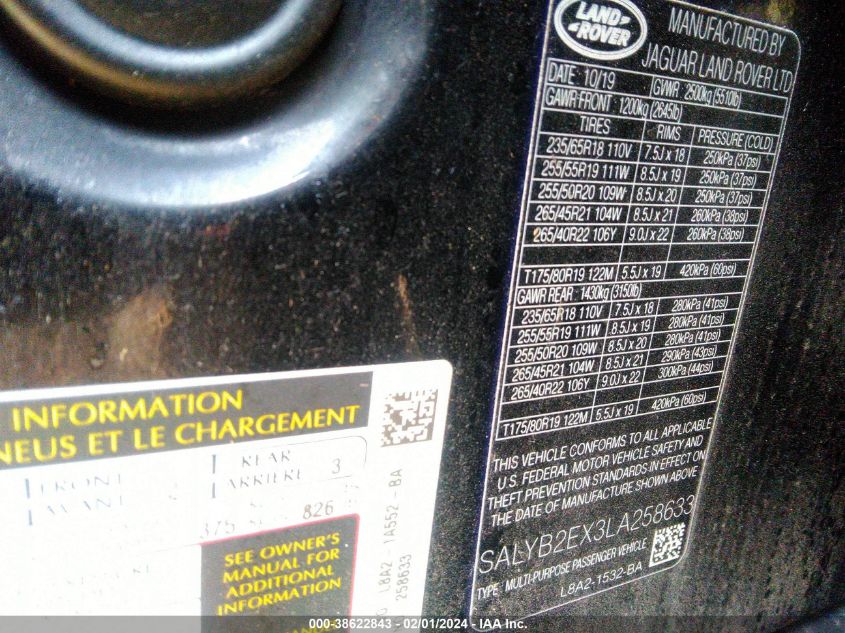 LAND
ROVER
MANUFACTURED BY
JAGUAR LAND ROVER LTD
DATE: 10/19 GVWR: 2500kg (5510lb)
GAWR FRONT: 1200kg (2645lb)
TIRES RIMS PRESSURE (COLD)
235/65R18 110V 7.5J x 18 250kPa (37psi)
255/55R19 111W 8.5J x 19 250kPa (37psi)
255/50R20 109W 8.5J x 20 250kPa (37psi)
265/45R21 104W 8.5J x 21 260kPa (38psi)
265/40R22 106Y 9.0J x 22 260kPa (38psi)
T175/80R19 122M 5.5J x 19 420kPa (60psi)
GAWR REAR: 1430kg (3150lb)
235/65R18 110V 7.5J x 18 280kPa (41psi)
255/55R19 111W 8.5J x 19 280kPa (41psi)
255/50R20 109W 8.5J x 20 280kPa (41psi)
265/45R21 104W 8.5J x 21 290kPa (43psi)
265/40R22 106Y 9.0J x 22 300kPa (44psi)
T175/80R19 122M 5.5J x 19 420kPa (60psi)
THIS VEHICLE CONFORMS TO ALL APPLICABLE
U.S. FEDERAL MOTOR VEHICLE SAFETY AND
THEFT PREVENTION STANDARDS IN EFFECT ON
THE DATE OF MANUFACTURE SHOWN ABOVE
SALYB2EX3LA258633
TYPE: MULTI-PURPOSE PASSENGER VEHICLE
L8A2-1532-BA
INFORMATION
NEUS ET LE CHARGEMENT
FRONT REAR
AVANT ARRIERE 3
375 826
SEE OWNER'S
MANUAL FOR
ADDITIONAL
INFORMATION
L8A2 - 1A552 - BA
258633
000-38622843 - 02/01/2024 - IAA Inc.